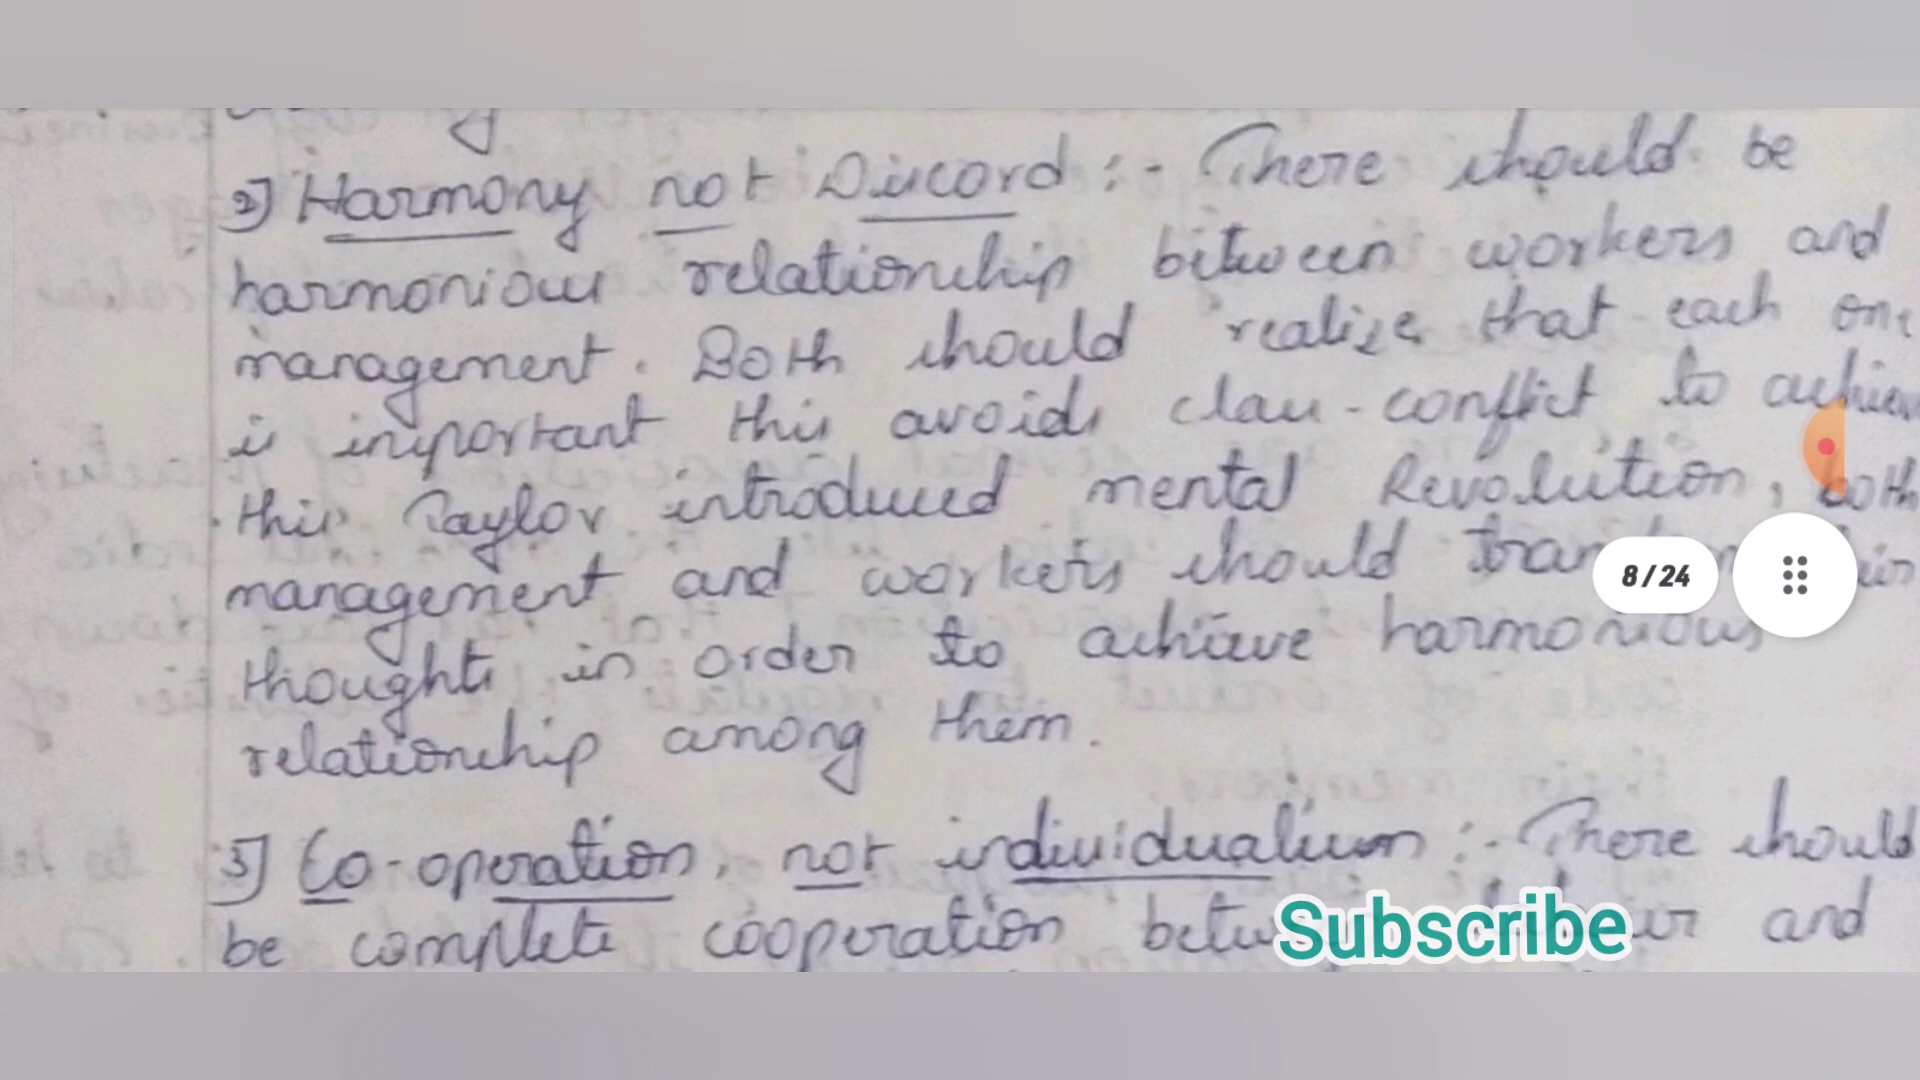 2) Harmony not Discord :- There should be
harmonious relationship between workers and
management. Both should realize that each one
is important this avoids class-conflict to achieve
this Taylor introduced mental Revolution, both
management and workers should
8/24
thoughts in order to achieve harmonious
relationship among them.
3) Co-operation, not individualism :- There should
be complete cooperation and
Subscribe